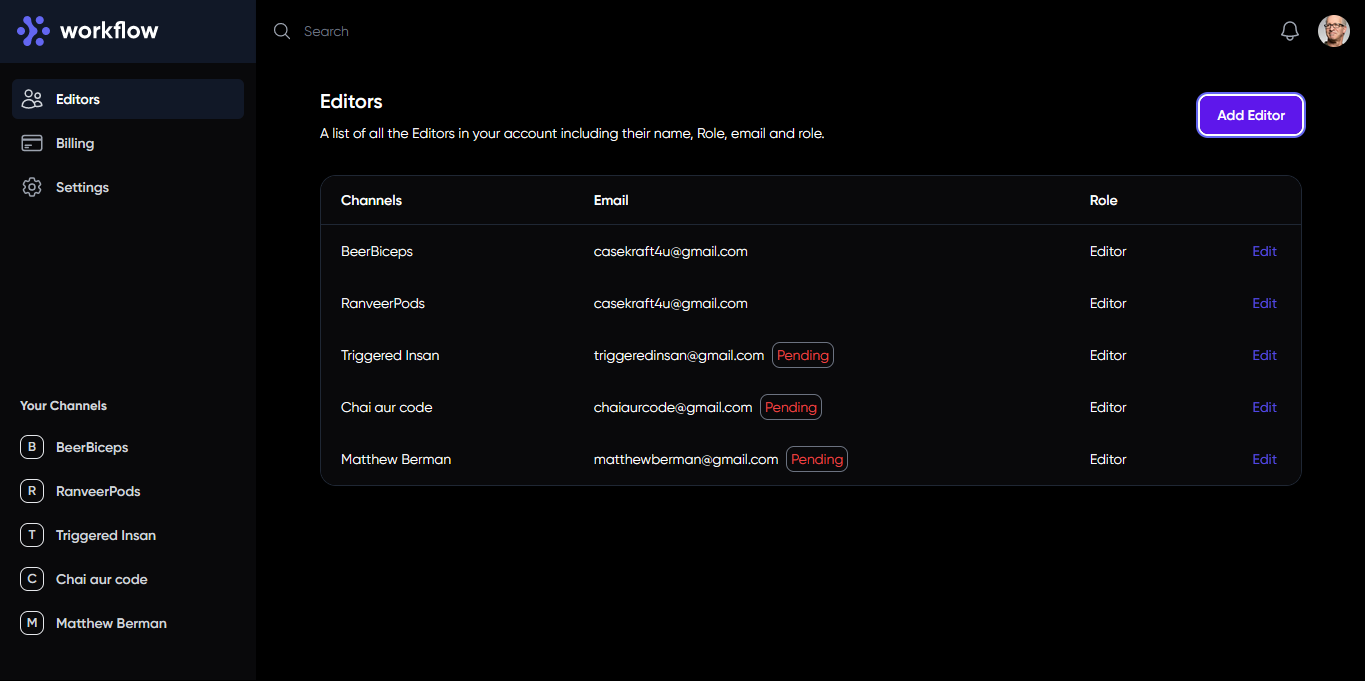 workflow
Search
Editors
Billing
Settings
Your Channels
B BeerBiceps
R RanveerPods
T Triggered Insan
C Chai aur code
M Matthew Berman
Editors
A list of all the Editors in your account including their name, Role, email and role.
Add Editor
Channels Email Role
BeerBiceps casekraft4u@gmail.com Editor Edit
RanveerPods casekraft4u@gmail.com Editor Edit
Triggered Insan triggeredinsan@gmail.com Pending Editor Edit
Chai aur code chaiaurcode@gmail.com Pending Editor Edit
Matthew Berman matthewberman@gmail.com Pending Editor Edit